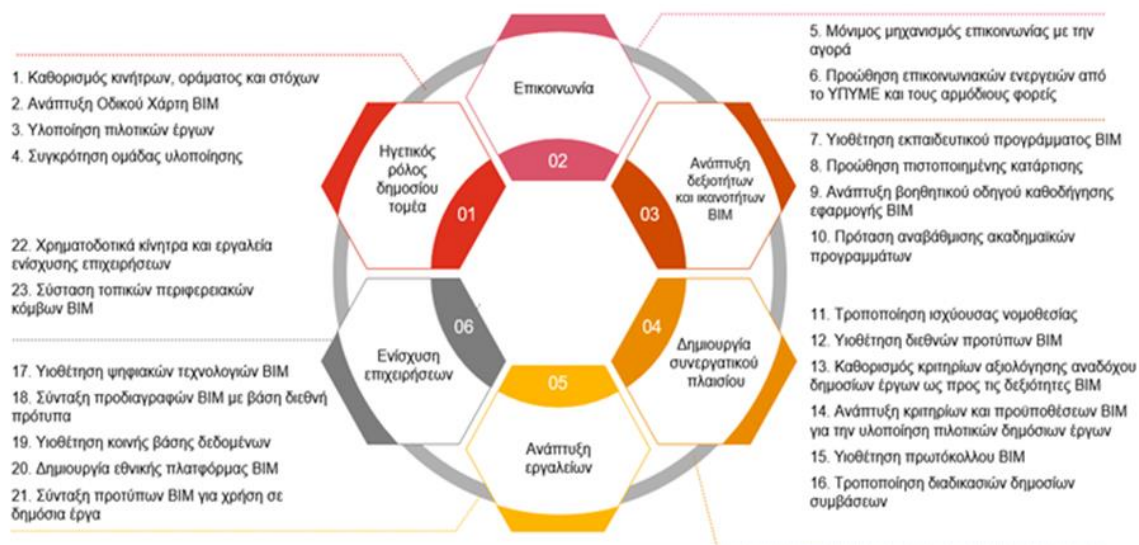 1. Καθορισμός κινήτρων, οράματος και στόχων
2. Ανάπτυξη Οδικού Χάρτη BIM
3. Υλοποίηση πιλοτικών έργων
4. Συγκρότηση ομάδας υλοποίησης
Ηγετικός
ρόλος
δημοσίου
τομέα
01
Επικοινωνία
02
5. Μόνιμος μηχανισμός επικοινωνίας με την
αγορά
6. Προώθηση επικοινωνιακών ενεργειών από
το ΥΠΥΜΕ και τους αρμόδιους φορείς
Ανάπτυξη
δεξιοτήτων
και ικανοτήτων
BIM
03
7. Υιοθέτηση εκπαιδευτικού προγράμματος BIM
8. Προώθηση πιστοποιημένης κατάρτισης
9. Ανάπτυξη βοηθητικού οδηγού καθοδήγησης
εφαρμογής BIM
10. Πρόταση αναβάθμισης ακαδημαϊκών
προγραμμάτων
04
Δημιουργία
συνεργατικού
πλαισίου
11. Τροποποίηση ισχύουσας νομοθεσίας
12. Υιοθέτηση διεθνών προτύπων BIM
13. Καθορισμός κριτηρίων αξιολόγησης αναδόχου
δημοσίων έργων ως προς τις δεξιότητες BIM
14. Ανάπτυξη κριτηρίων και προϋποθέσεων BIM
για την υλοποίηση πιλοτικών δημόσιων έργων
15. Υιοθέτηση πρωτόκολλου BIM
16. Τροποποίηση διαδικασιών δημοσίων
συμβάσεων
05
Ανάπτυξη
εργαλείων
17. Υιοθέτηση ψηφιακών τεχνολογιών BIM
18. Σύνταξη προδιαγραφών BIM με βάση διεθνή
πρότυπα
19. Υιοθέτηση κοινής βάσης δεδομένων
20. Δημιουργία εθνικής πλατφόρμας BIM
21. Σύνταξη προτύπων BIM για χρήση σε
δημόσια έργα
06
Ενίσχυση
επιχειρήσεων
22. Χρηματοδοτικά κίνητρα και εργαλεία
ενίσχυσης επιχειρήσεων
23. Σύσταση τοπικών περιφερειακών
κόμβων BIM